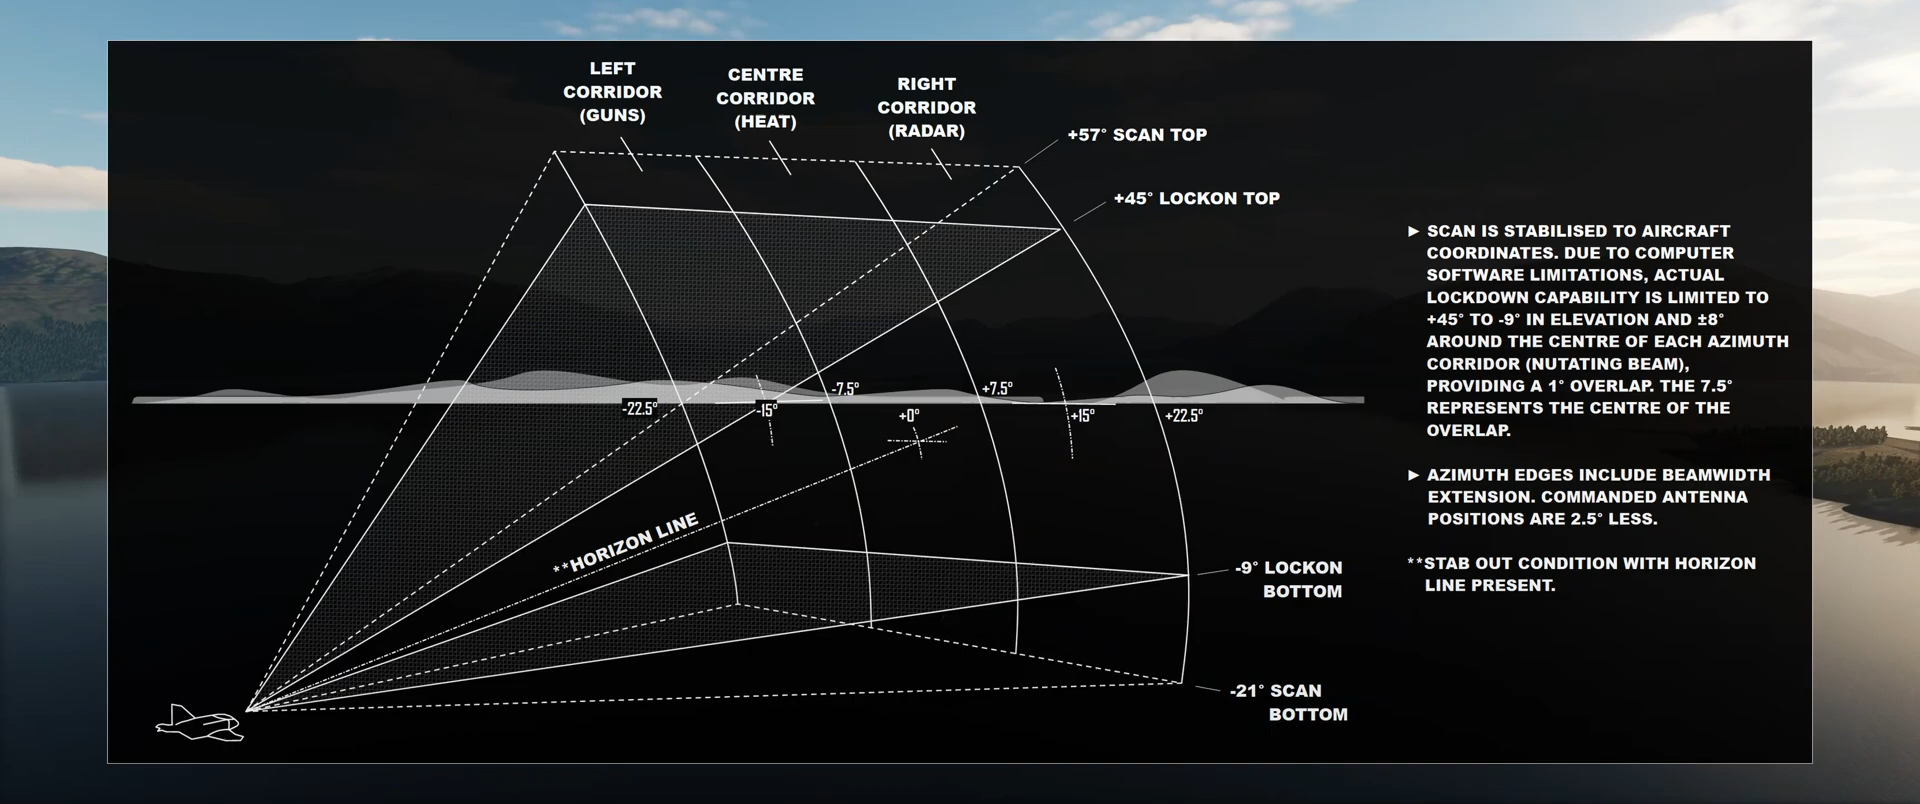 LEFT
CORRIDOR
(GUNS)
CENTRE
CORRIDOR
(HEAT)
RIGHT
CORRIDOR
(RADAR)
+57° SCAN TOP
+45° LOCKON TOP
-22.5°
-15°
-7.5°
+0°
+7.5°
+15°
+22.5°
**HORIZON LINE
-9° LOCKON
BOTTOM
-21° SCAN
BOTTOM
► SCAN IS STABILISED TO AIRCRAFT
COORDINATES. DUE TO COMPUTER
SOFTWARE LIMITATIONS, ACTUAL
LOCKDOWN CAPABILITY IS LIMITED TO
+45° TO -9° IN ELEVATION AND ±8°
AROUND THE CENTRE OF EACH AZIMUTH
CORRIDOR (NUTATING BEAM),
PROVIDING A 1° OVERLAP. THE 7.5°
REPRESENTS THE CENTRE OF THE
OVERLAP.
► AZIMUTH EDGES INCLUDE BEAMWIDTH
EXTENSION. COMMANDED ANTENNA
POSITIONS ARE 2.5° LESS.
**STAB OUT CONDITION WITH HORIZON
LINE PRESENT.